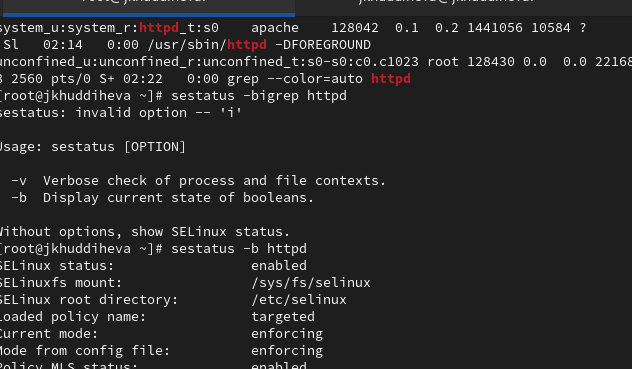 system_u:system_r:httpd_t:s0    apache    128042  0.1  0.2 1441056 10584 ?
Sl   02:14   0:00 /usr/sbin/httpd -DFOREGROUND
unconfined_u:unconfined_r:unconfined_t:s0-s0:c0.c1023 root 128430 0.0  0.0 22168
8 2560 pts/0 S+ 02:22   0:00 grep --color=auto httpd
[root@jkhuddiheva ~]# sestatus -bigrep httpd
sestatus: invalid option -- 'i'
Usage: sestatus [OPTION]
-v  Verbose check of process and file contexts.
-b  Display current state of booleans.
Without options, show SELinux status.
[root@jkhuddiheva ~]# sestatus -b httpd
SELinux status:                 enabled
SELinuxfs mount:                /sys/fs/selinux
SELinux root directory:         /etc/selinux
Loaded policy name:             targeted
Current mode:                   enforcing
Mode from config file:          enforcing
Policy MLS status:              enabled